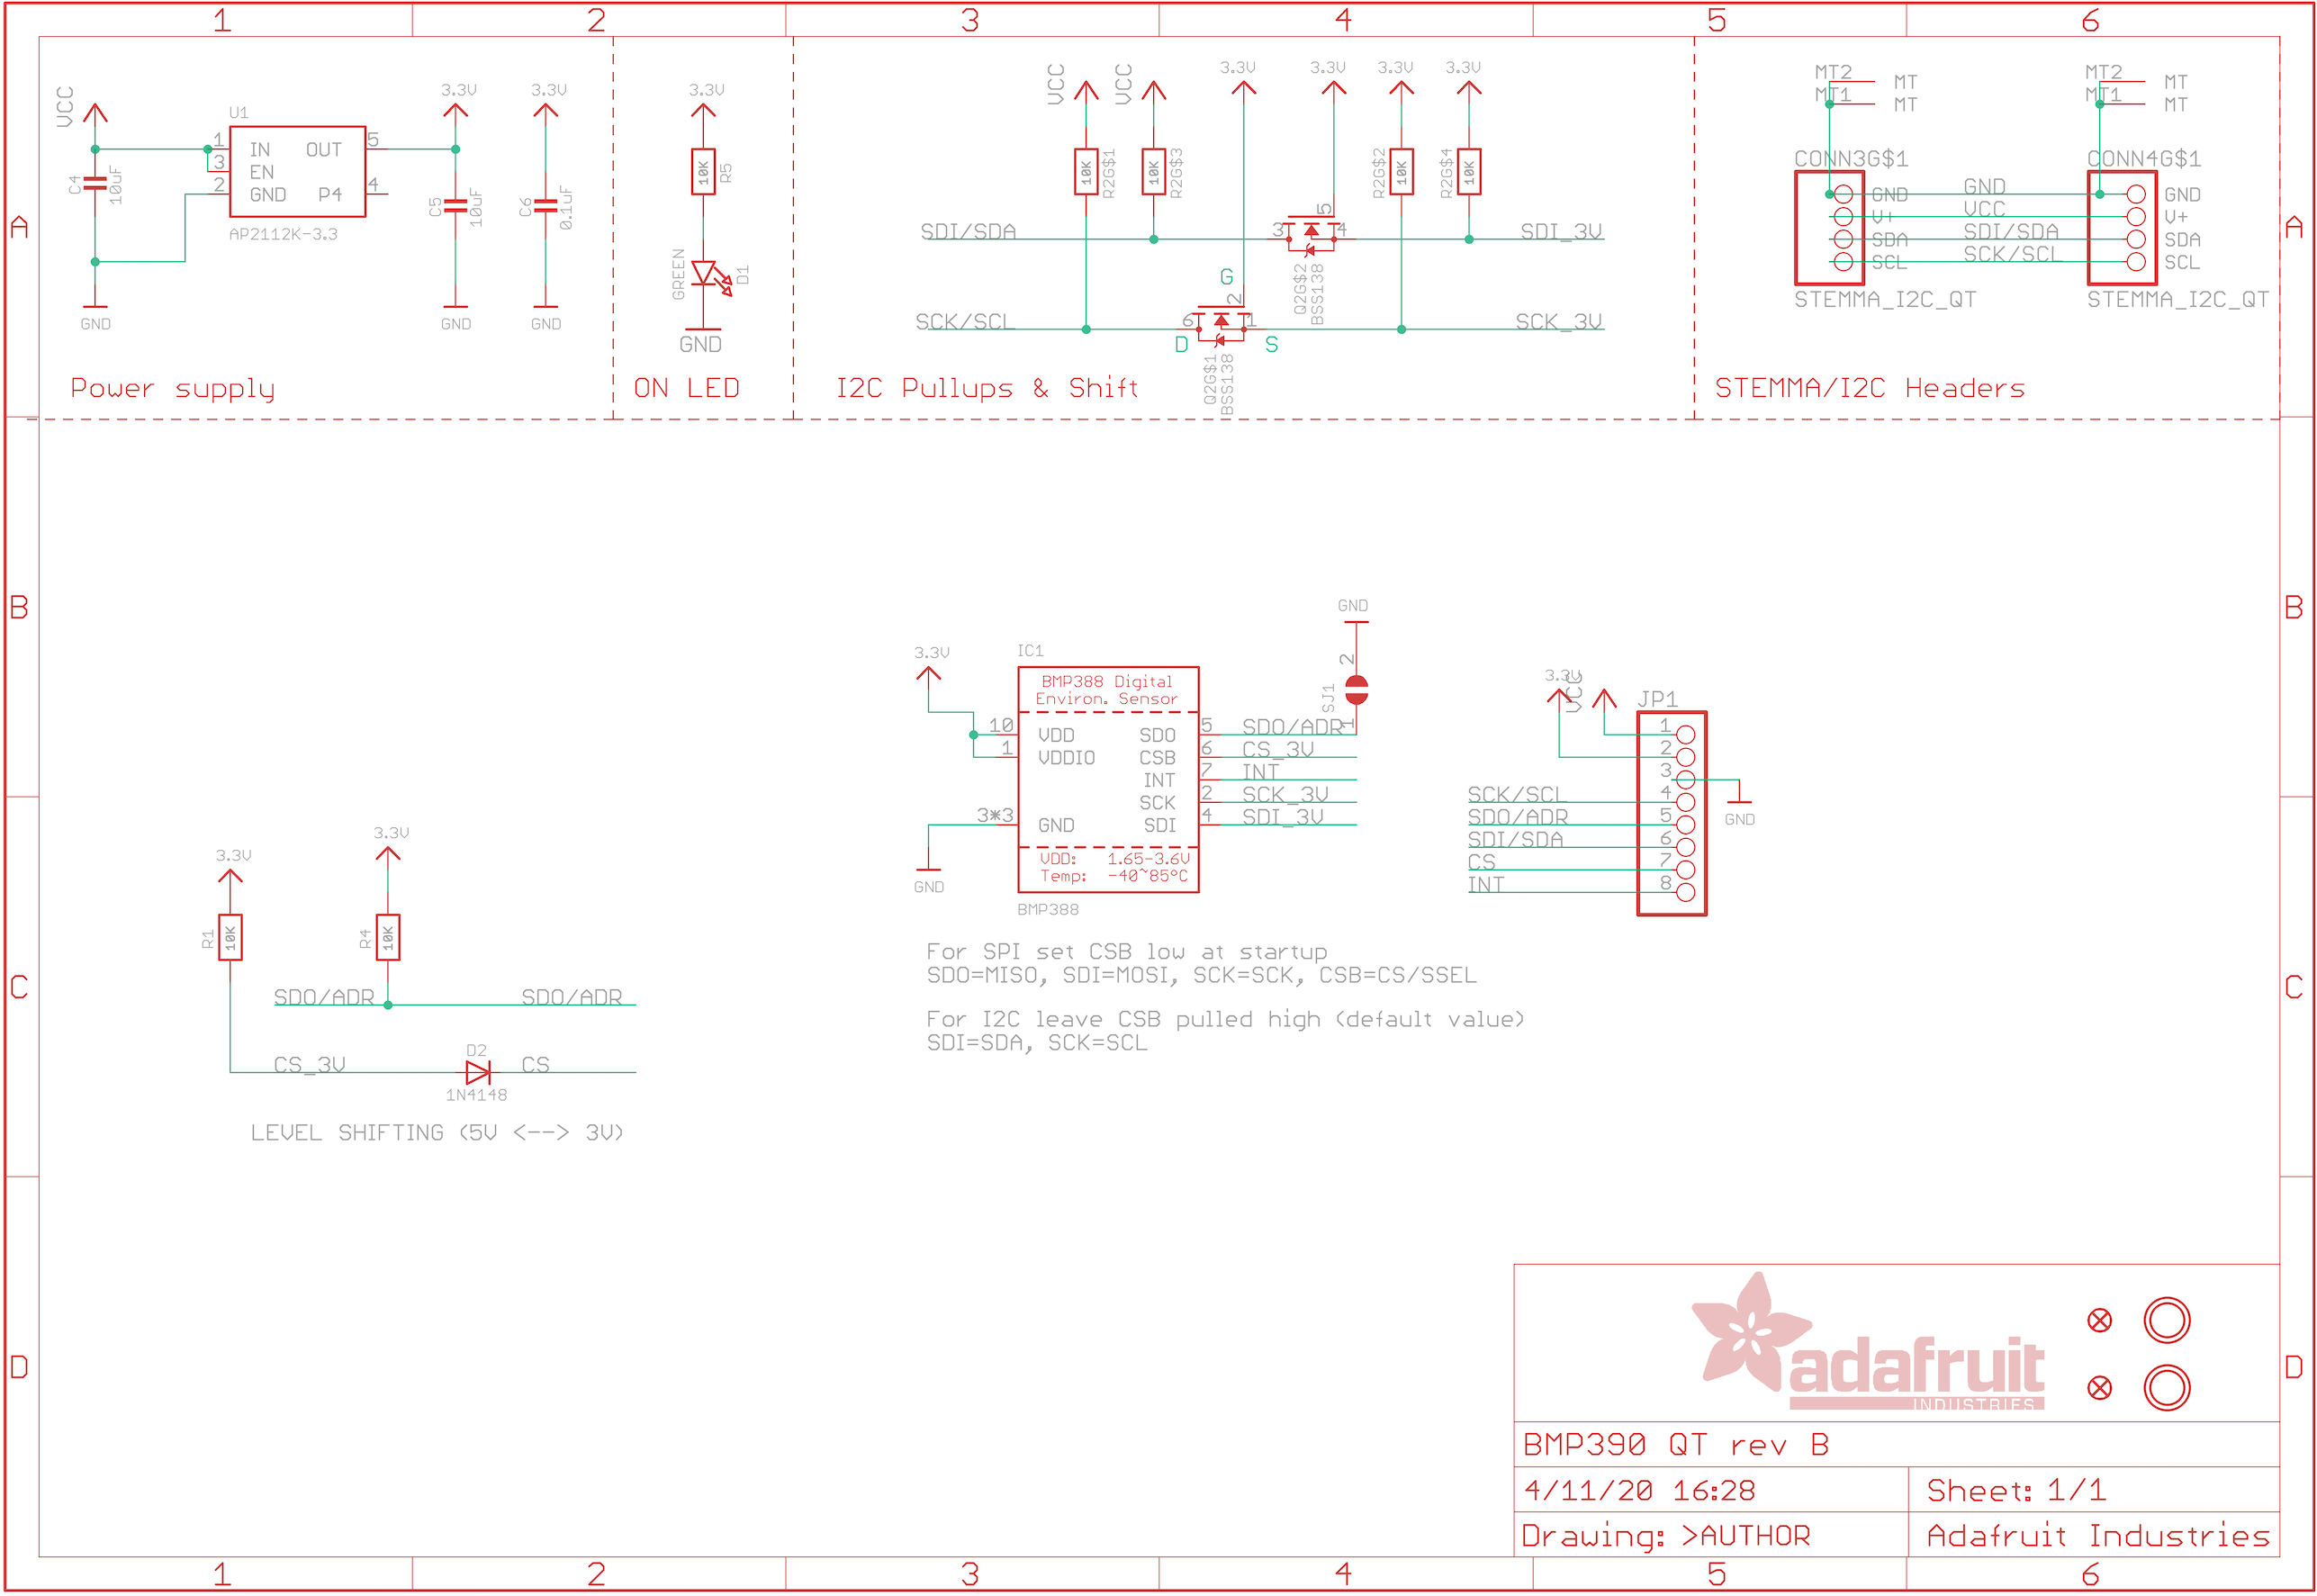 1 2 3 4 5 6
A
VCC
3.3V
3.3V
U1
1 IN OUT 5
3 EN
2 GND P4 4
AP2112K-3.3
C4
10uF
C5
10uF
C6
0.1uF
GND
GND
GND
Power supply
3.3V
10K
R5
GREEN
D1
GND
ON LED
VCC
VCC
3.3V
3.3V
3.3V
3.3V
10K
R2G$1
10K
R2G$3
10K
R2G$2
10K
R2G$4
SDI/SDA
3
5
4
SDI_3V
Q2G$2
BSS138
G
SCK/SCL
6
2
1
SCK_3V
D
S
Q2G$1
BSS138
I2C Pullups & Shift
MT2 MT
MT1 MT
MT2 MT
MT1 MT
CONN3G$1
CONN4G$1
GND GND GND
V+ VCC V+
SDA SDI/SDA SDA
SCL SCK/SCL SCL
STEMMA_I2C_QT
STEMMA_I2C_QT
STEMMA/I2C Headers
A
B
GND
2
SJ1
1
3.3V
IC1
BMP388 Digital
Environ. Sensor
10 VDD SDO 5 SDO/ADR
1 VDDIO CSB 6 CS_3V
INT 7 INT
SCK 2 SCK_3V
3*3 GND SDI 4 SDI_3V
VDD: 1.65-3.6V
Temp: -40~85°C
GND
BMP388
3.3V
VCC
JP1
1
2
3
SCK/SCL 4
SDO/ADR 5
SDI/SDA 6
CS 7
INT 8
GND
B
C
3.3V
3.3V
R1
10K
R4
10K
SDO/ADR SDO/ADR
D2
CS_3V CS
1N4148
LEVEL SHIFTING (5V <--> 3V)
For SPI set CSB low at startup
SDO=MISO, SDI=MOSI, SCK=SCK, CSB=CS/SSEL
For I2C leave CSB pulled high (default value)
SDI=SDA, SCK=SCL
C
D
adafruit
INDUSTRIES
BMP390 QT rev B
4/11/20 16:28 Sheet: 1/1
Drawing: >AUTHOR Adafruit Industries
D
1 2 3 4 5 6